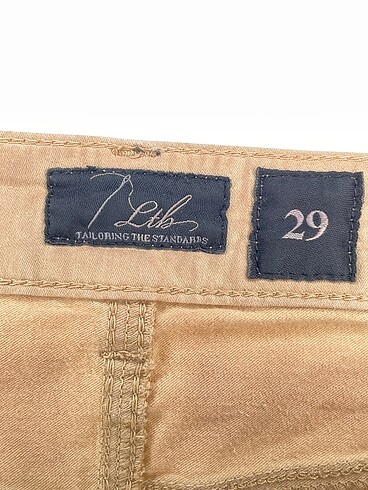 Ltb
TAILORING THE STANDARDS
29